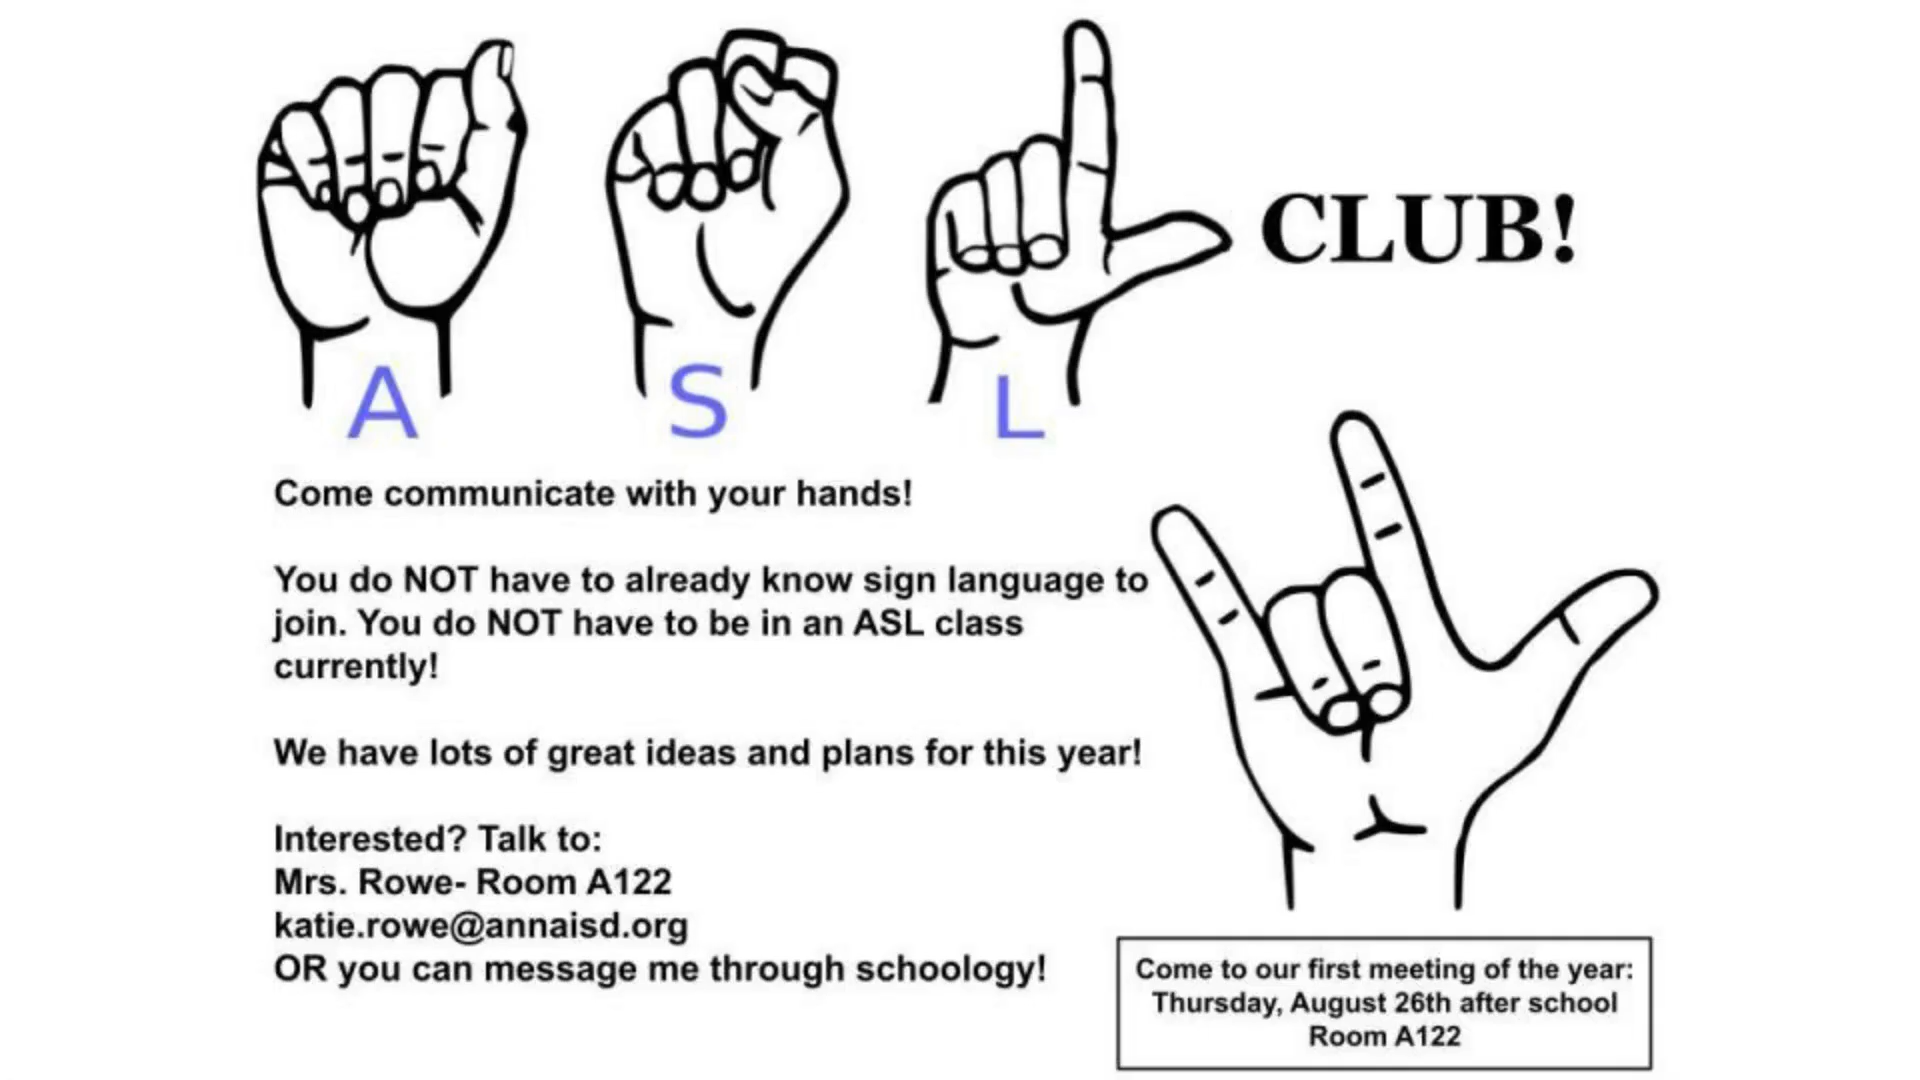 A S L CLUB!
Come communicate with your hands!
You do NOT have to already know sign language to
join. You do NOT have to be in an ASL class
currently!
We have lots of great ideas and plans for this year!
Interested? Talk to:
Mrs. Rowe- Room A122
katie.rowe@annaisd.org
OR you can message me through schoology!
Come to our first meeting of the year:
Thursday, August 26th after school
Room A122